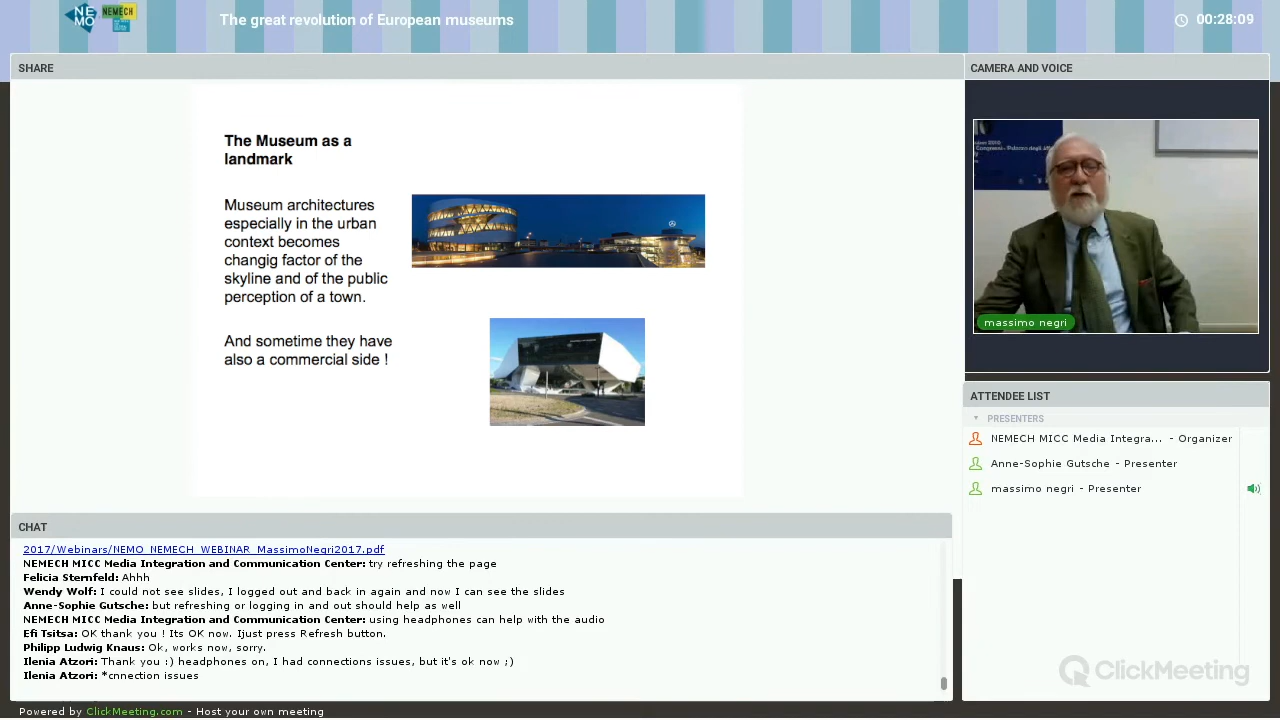 NE
MO
NEMECH
The great revolution of European museums
00:28:09
SHARE
The Museum as a
landmark
Museum architectures
especially in the urban
context becomes
changig factor of the
skyline and of the public
perception of a town.
And sometime they have
also a commercial side !
CAMERA AND VOICE
massimo negri
ATTENDEE LIST
PRESENTERS
NEMECH MICC Media Integra... - Organizer
Anne-Sophie Gutsche - Presenter
massimo negri - Presenter
CHAT
2017/Webinars/NEMO_NEMECH_WEBINAR_MassimoNegri2017.pdf
NEMECH MICC Media Integration and Communication Center: try refreshing the page
Felicia Sternfeld: Ahhh
Wendy Wolf: I could not see slides, I logged out and back in again and now I can see the slides
Anne-Sophie Gutsche: but refreshing or logging in and out should help as well
NEMECH MICC Media Integration and Communication Center: using headphones can help with the audio
Efi Tsitsa: OK thank you ! Its OK now. Ijust press Refresh button.
Philipp Ludwig Knaus: Ok, works now, sorry.
Ilenia Atzori: Thank you :) headphones on, I had connections issues, but it's ok now ;)
Ilenia Atzori: *cnnection issues
ClickMeeting
Powered by ClickMeeting.com - Host your own meeting